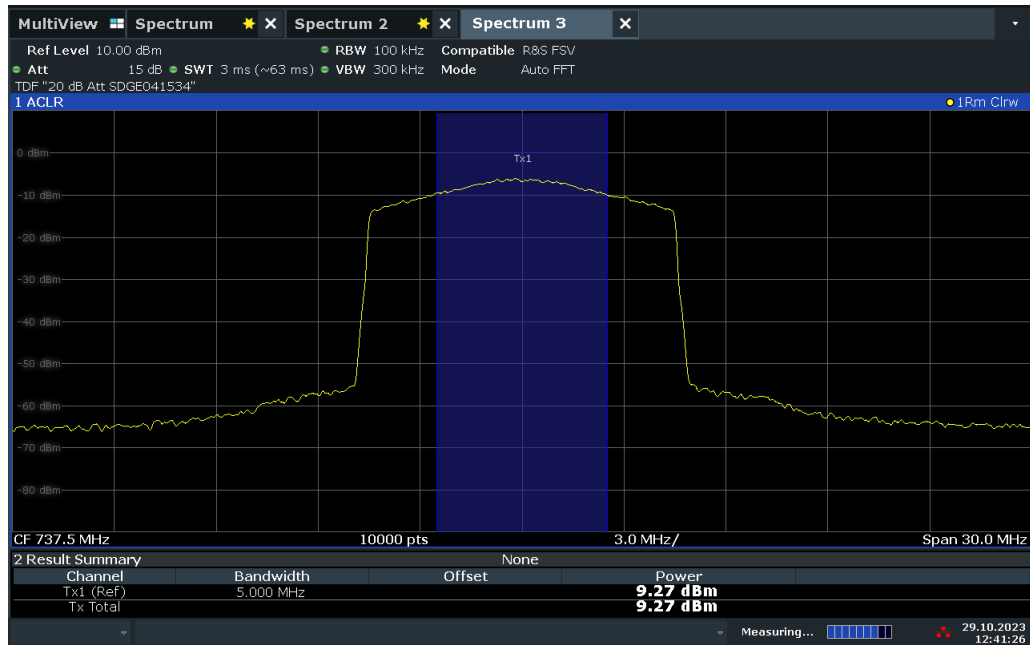 MultiView Spectrum Spectrum 2 Spectrum 3
Ref Level 10.00 dBm RBW 100 kHz Compatible R&S FSV
Att 15 dB SWT 3 ms (~63 ms) VBW 300 kHz Mode Auto FFT
TDF "20 dB Att SDGE041534"
1 ACLR 1Rm Clrw
0 dBm
Tx1
-10 dBm
-20 dBm
-30 dBm
-40 dBm
-50 dBm
-60 dBm
-70 dBm
-80 dBm
CF 737.5 MHz 10000 pts 3.0 MHz/ Span 30.0 MHz
2 Result Summary None
Channel Bandwidth Offset Power
Tx1 (Ref) 5.000 MHz 9.27 dBm
Tx Total 9.27 dBm
Measuring... 29.10.2023
12:41:26